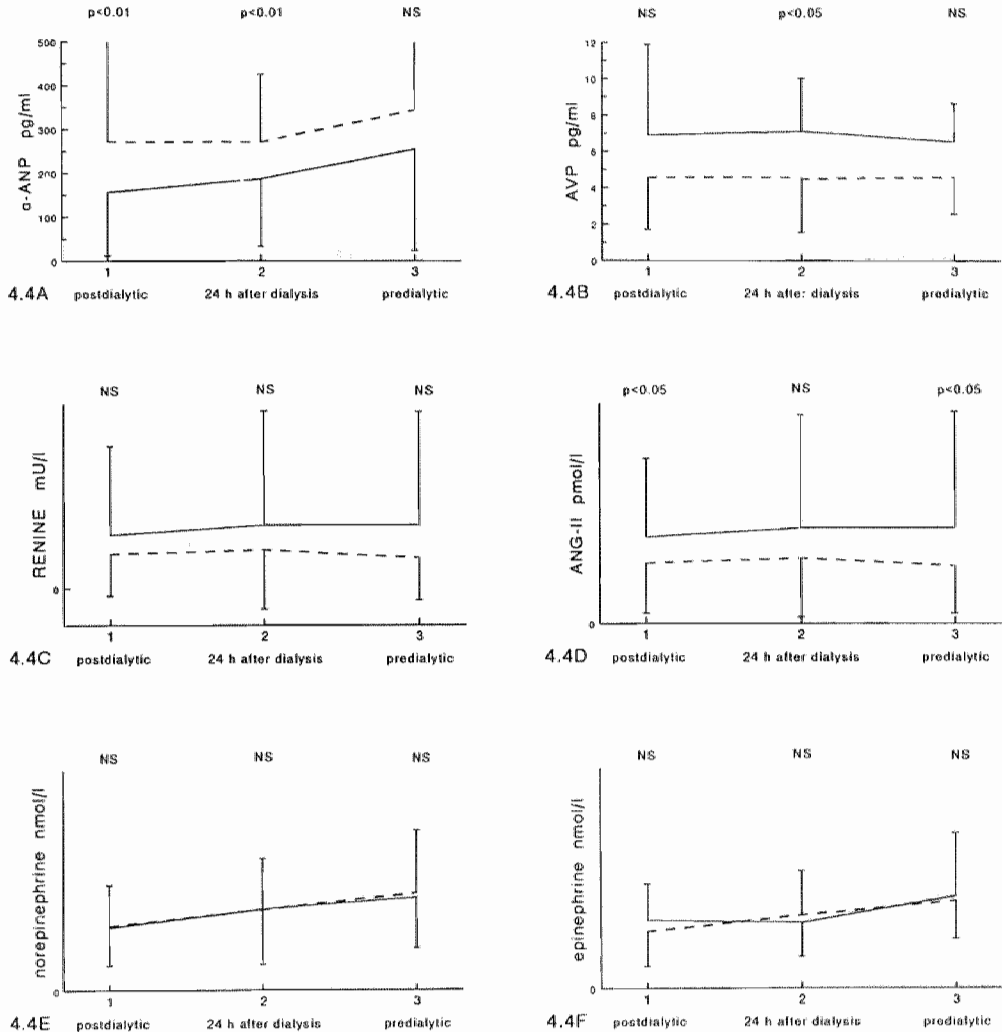 p<0.01 p<0.01 NS
500
400
300
200
100
0
α-ANP pg/ml
1 2 3
4.4A postdialytic 24 h after dialysis predialytic
NS p<0.05 NS
12
10
8
6
4
2
0
AVP pg/ml
1 2 3
4.4B postdialytic 24 h after dialysis predialytic
NS NS NS
RENINE mU/l
0
1 2 3
4.4C postdialytic 24 h after dialysis predialytic
p<0.05 NS p<0.05
ANG-II pmol/l
0
1 2 3
4.4D postdialytic 24 h after dialysis predialytic
NS NS NS
norepinephrine nmol/l
0
1 2 3
4.4E postdialytic 24 h after dialysis predialytic
NS NS NS
epinephrine nmol/l
0
1 2 3
4.4F postdialytic 24 h after dialysis predialytic